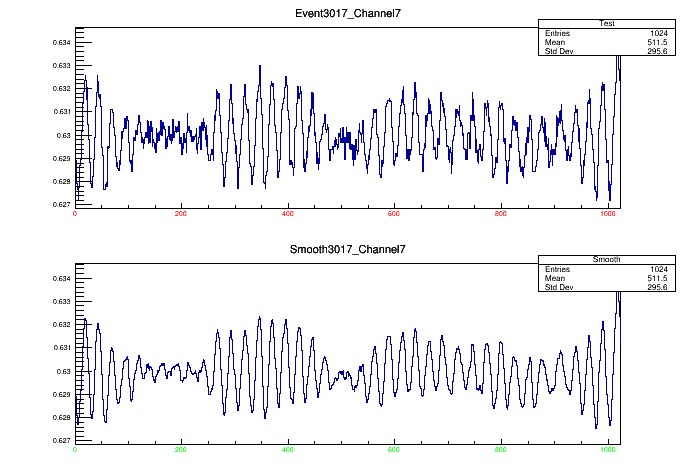 Event3017_Channel7
Test
Entries 1024
Mean 511.5
Std Dev 295.6
0.634
0.633
0.632
0.631
0.63
0.629
0.628
0.627
0 200 400 600 800 1000
Smooth3017_Channel7
Smooth
Entries 1024
Mean 511.5
Std Dev 295.6
0.634
0.633
0.632
0.631
0.63
0.629
0.628
0.627
0 200 400 600 800 1000